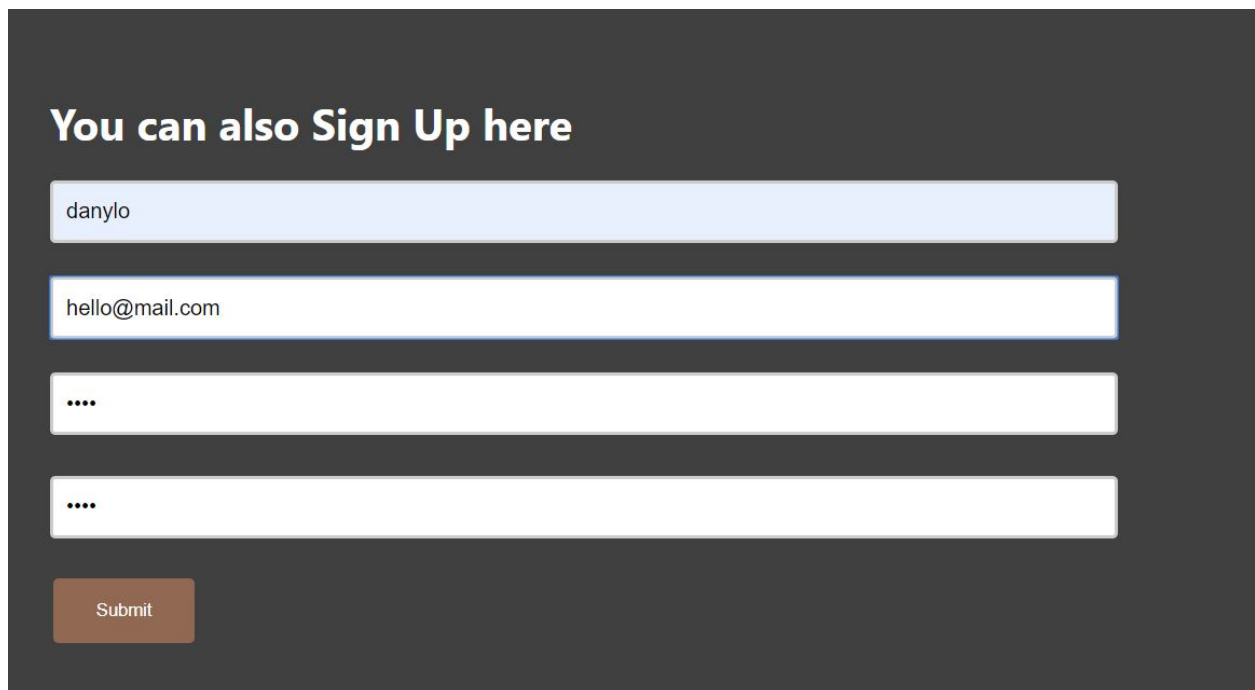 You can also Sign Up here
danylo
hello@mail.com
••••
••••
Submit